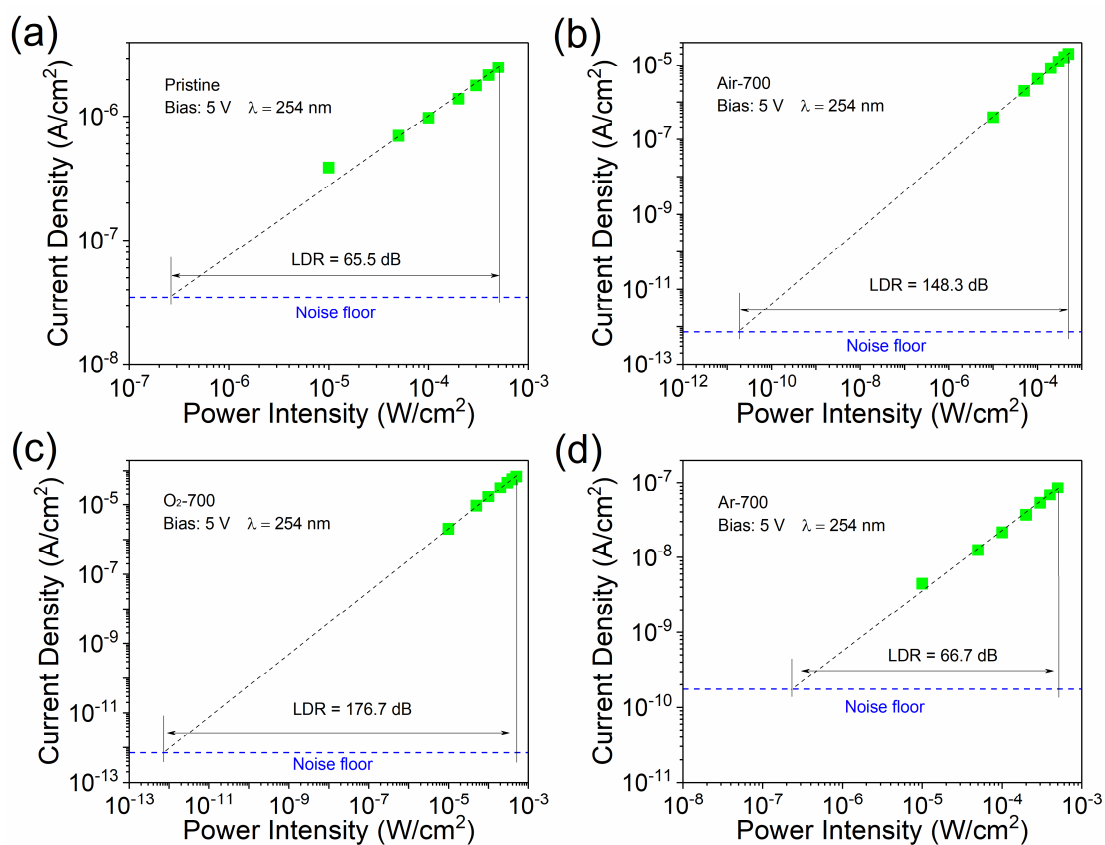 (a)
Pristine
Bias: 5 V λ = 254 nm
LDR = 65.5 dB
Noise floor
10⁻⁶
10⁻⁷
10⁻⁸
10⁻⁷ 10⁻⁶ 10⁻⁵ 10⁻⁴ 10⁻³
Current Density (A/cm²)
Power Intensity (W/cm²)
(b)
Air-700
Bias: 5 V λ = 254 nm
LDR = 148.3 dB
Noise floor
10⁻⁵
10⁻⁷
10⁻⁹
10⁻¹¹
10⁻¹³
10⁻¹² 10⁻¹⁰ 10⁻⁸ 10⁻⁶ 10⁻⁴
Current Density (A/cm²)
Power Intensity (W/cm²)
(c)
O₂-700
Bias: 5 V λ = 254 nm
LDR = 176.7 dB
Noise floor
10⁻⁵
10⁻⁷
10⁻⁹
10⁻¹¹
10⁻¹³
10⁻¹³ 10⁻¹¹ 10⁻⁹ 10⁻⁷ 10⁻⁵ 10⁻³
Current Density (A/cm²)
Power Intensity (W/cm²)
(d)
Ar-700
Bias: 5 V λ = 254 nm
LDR = 66.7 dB
Noise floor
10⁻⁷
10⁻⁸
10⁻⁹
10⁻¹⁰
10⁻¹¹
10⁻⁸ 10⁻⁷ 10⁻⁶ 10⁻⁵ 10⁻⁴ 10⁻³
Current Density (A/cm²)
Power Intensity (W/cm²)